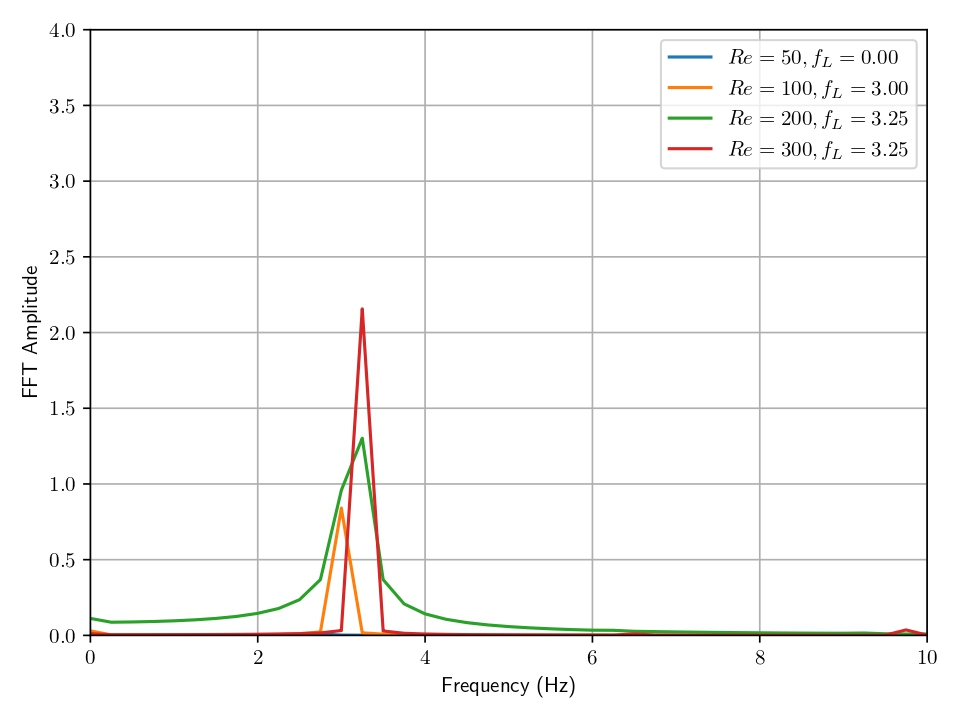 4.0
3.5
3.0
2.5
2.0
1.5
1.0
0.5
0.0
FFT Amplitude
Re = 50, f_L = 0.00
Re = 100, f_L = 3.00
Re = 200, f_L = 3.25
Re = 300, f_L = 3.25
0 2 4 6 8 10
Frequency (Hz)